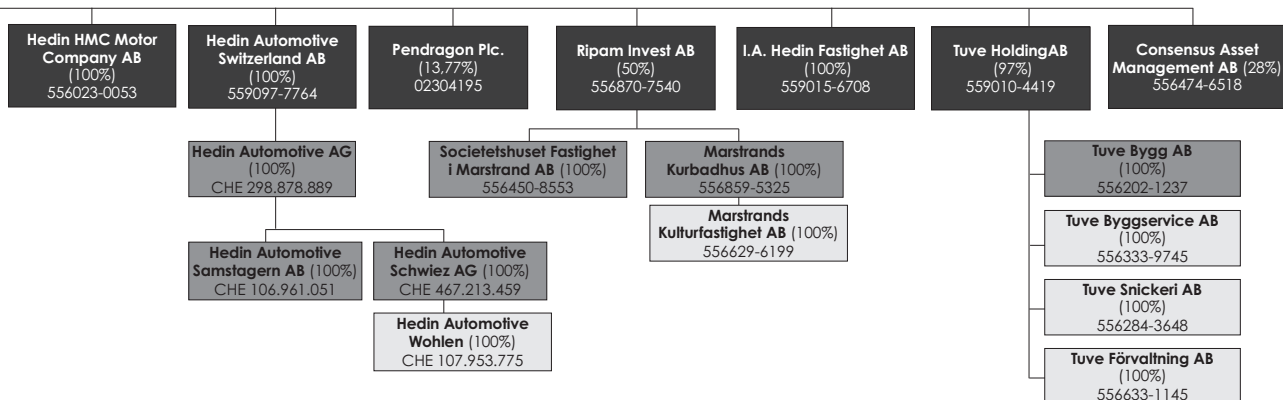 Hedin HMC Motor
Company AB
(100%)
556023-0053
Hedin Automotive
Switzerland AB
(100%)
559097-7764
Pendragon Plc.
(13,77%)
02304195
Ripam Invest AB
(50%)
556870-7540
I.A. Hedin Fastighet AB
(100%)
559015-6708
Tuve HoldingAB
(97%)
559010-4419
Consensus Asset
Management AB (28%)
556474-6518
Hedin Automotive AG
(100%)
CHE 298.878.889
Societetshuset Fastighet
i Marstrand AB (100%)
556450-8553
Marstrands
Kurbadhus AB (100%)
556859-5325
Tuve Bygg AB
(100%)
556202-1237
Marstrands
Kulturfastighet AB (100%)
556629-6199
Tuve Byggservice AB
(100%)
556333-9745
Hedin Automotive
Samstagern AB (100%)
CHE 106.961.051
Hedin Automotive
Schwiez AG (100%)
CHE 467.213.459
Tuve Snickeri AB
(100%)
556284-3648
Hedin Automotive
Wohlen (100%)
CHE 107.953.775
Tuve Förvaltning AB
(100%)
556633-1145